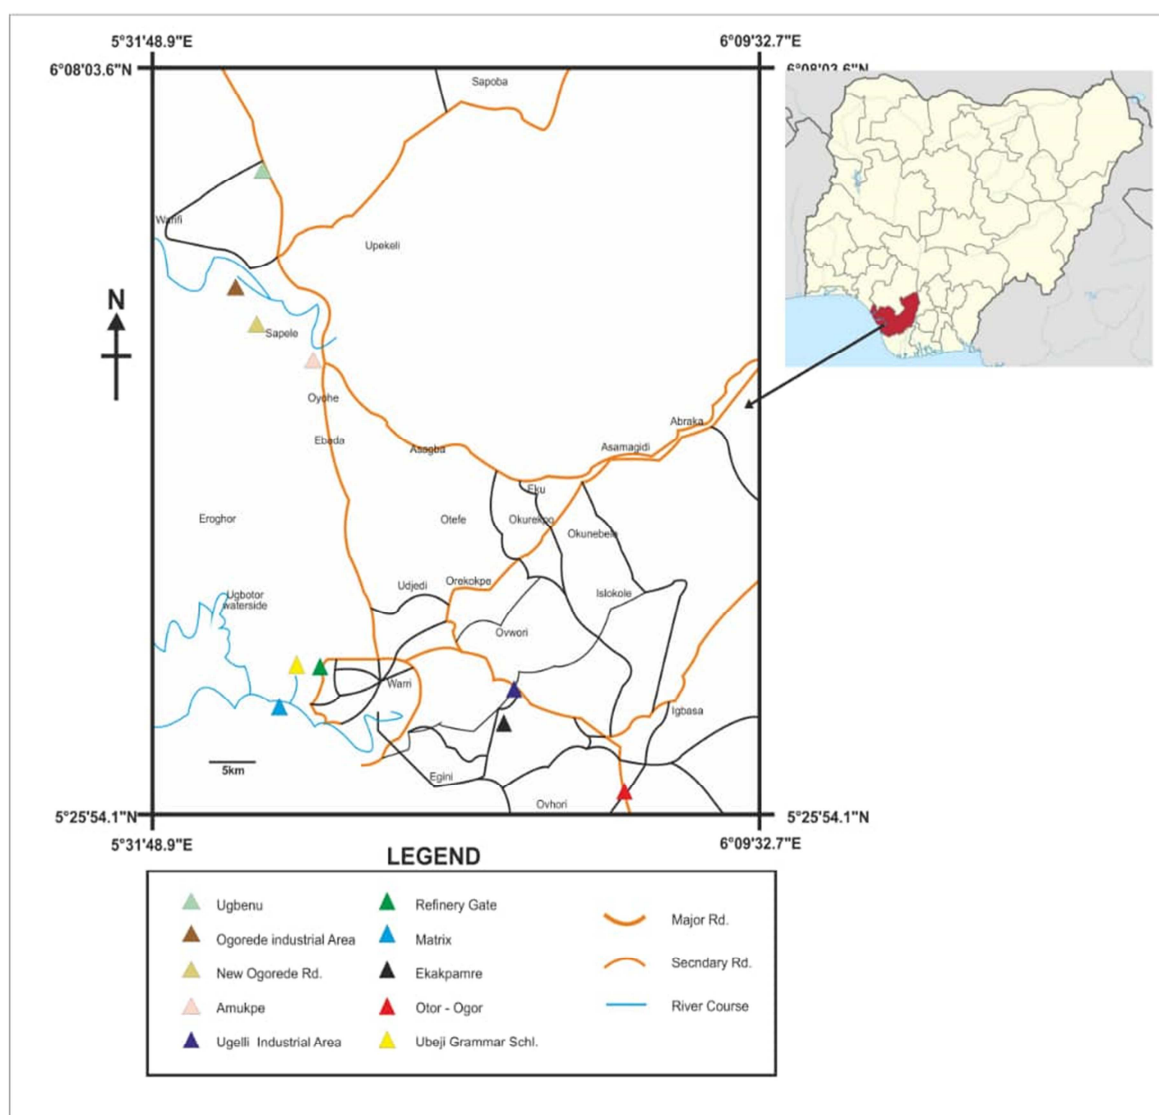 5°31'48.9"E
6°09'32.7"E
6°08'03.6"N
6°08'03.6"N
Sapoba
Warifi
Upekeli
N
Sapele
Oyohe
Abraka
Ebada
Asagba
Asamagidi
Eku
Eroghor
Otefe
Okurekpo
Okunebele
Udjedi
Orekokpe
Islokole
Ugbotor
waterside
Ovwori
Warri
Igbasa
5km
Egini
Ovhori
5°25'54.1"N
5°25'54.1"N
5°31'48.9"E
6°09'32.7"E
LEGEND
Ugbenu
Ogorede industrial Area
New Ogorede Rd.
Amukpe
Ugelli Industrial Area
Refinery Gate
Matrix
Ekakpamre
Otor - Ogor
Ubeji Grammar Schl.
Major Rd.
Secndary Rd.
River Course